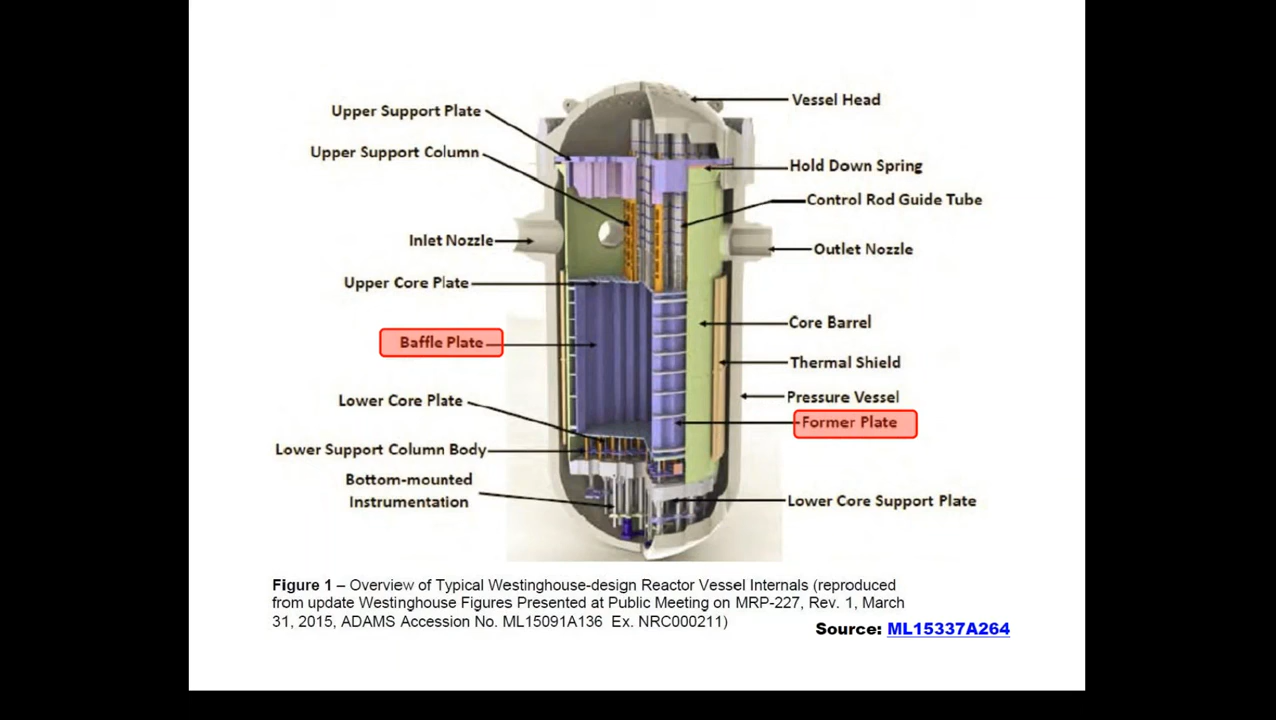 Vessel Head
Upper Support Plate
Upper Support Column
Hold Down Spring
Control Rod Guide Tube
Inlet Nozzle
Outlet Nozzle
Upper Core Plate
Core Barrel
Baffle Plate
Thermal Shield
Lower Core Plate
Pressure Vessel
Former Plate
Lower Support Column Body
Bottom-mounted
Instrumentation
Lower Core Support Plate
Figure 1 – Overview of Typical Westinghouse-design Reactor Vessel Internals (reproduced
from update Westinghouse Figures Presented at Public Meeting on MRP-227, Rev. 1, March
31, 2015, ADAMS Accession No. ML15091A136 Ex. NRC000211)
Source: ML15337A264